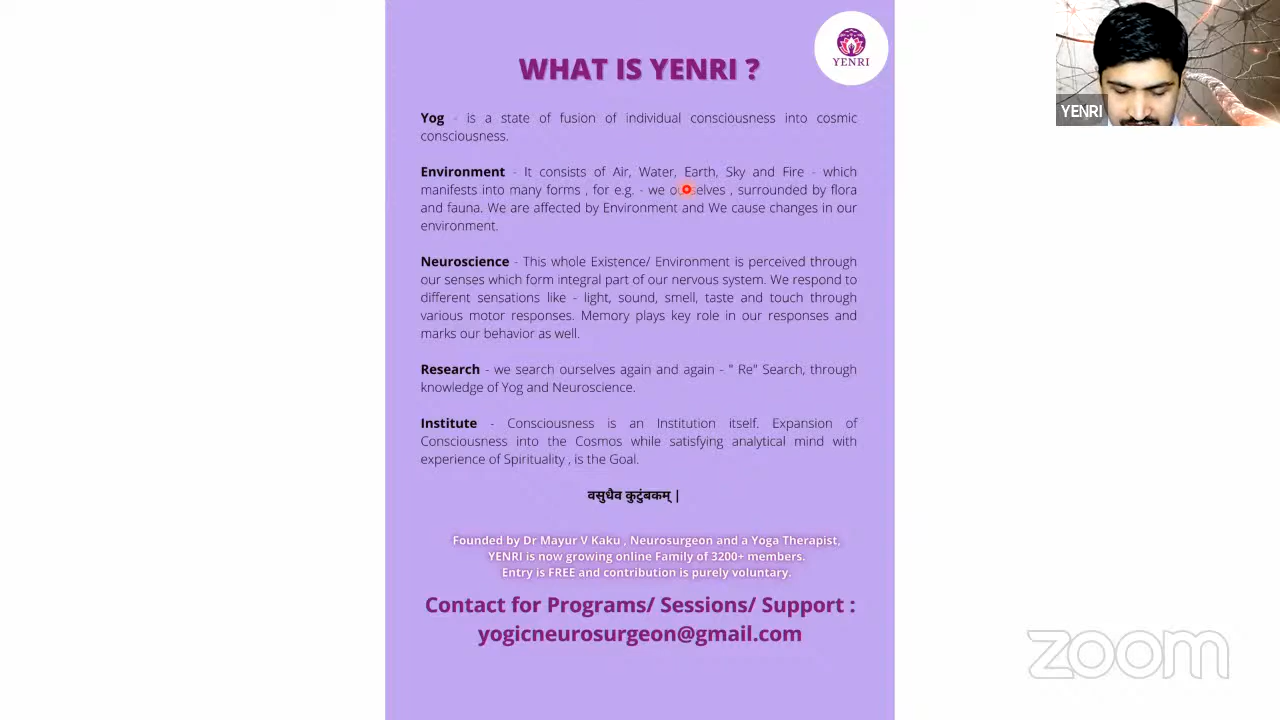 WHAT IS YENRI ?
YENRI
YENRI
Yog - is a state of fusion of individual consciousness into cosmic
consciousness.
Environment - It consists of Air, Water, Earth, Sky and Fire - which
manifests into many forms , for e.g. - we ourselves , surrounded by flora
and fauna. We are affected by Environment and We cause changes in our
environment.
Neuroscience - This whole Existence/ Environment is perceived through
our senses which form integral part of our nervous system. We respond to
different sensations like - light, sound, smell, taste and touch through
various motor responses. Memory plays key role in our responses and
marks our behavior as well.
Research - we search ourselves again and again - " Re" Search, through
knowledge of Yog and Neuroscience.
Institute - Consciousness is an Institution itself. Expansion of
Consciousness into the Cosmos while satisfying analytical mind with
experience of Spirituality , is the Goal.
वसुधैव कुटुंबकम् |
Founded by Dr Mayur V Kaku , Neurosurgeon and a Yoga Therapist,
YENRI is now growing online Family of 3200+ members.
Entry is FREE and contribution is purely voluntary.
Contact for Programs/ Sessions/ Support :
yogicneurosurgeon@gmail.com
zoom